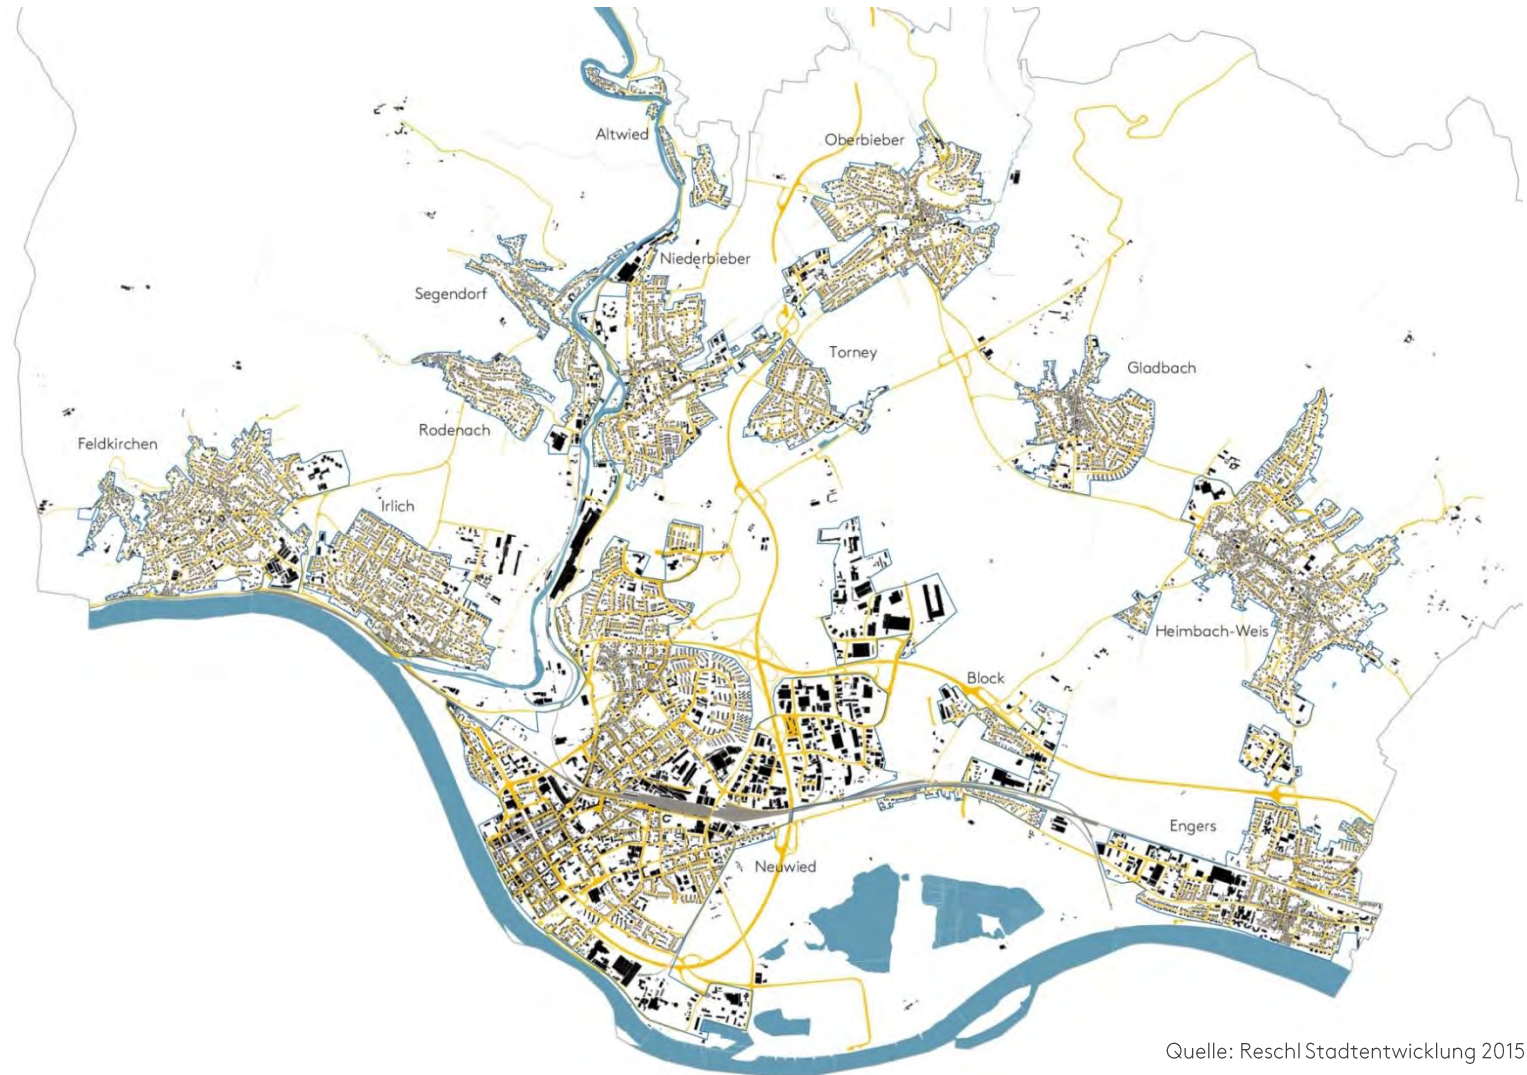 Altwied
Oberbieber
Niederbieber
Segendorf
Torney
Gladbach
Rodenach
Feldkirchen
Irlich
Heimbach-Weis
Block
Engers
Neuwied
Quelle: Reschl Stadtentwicklung 2015